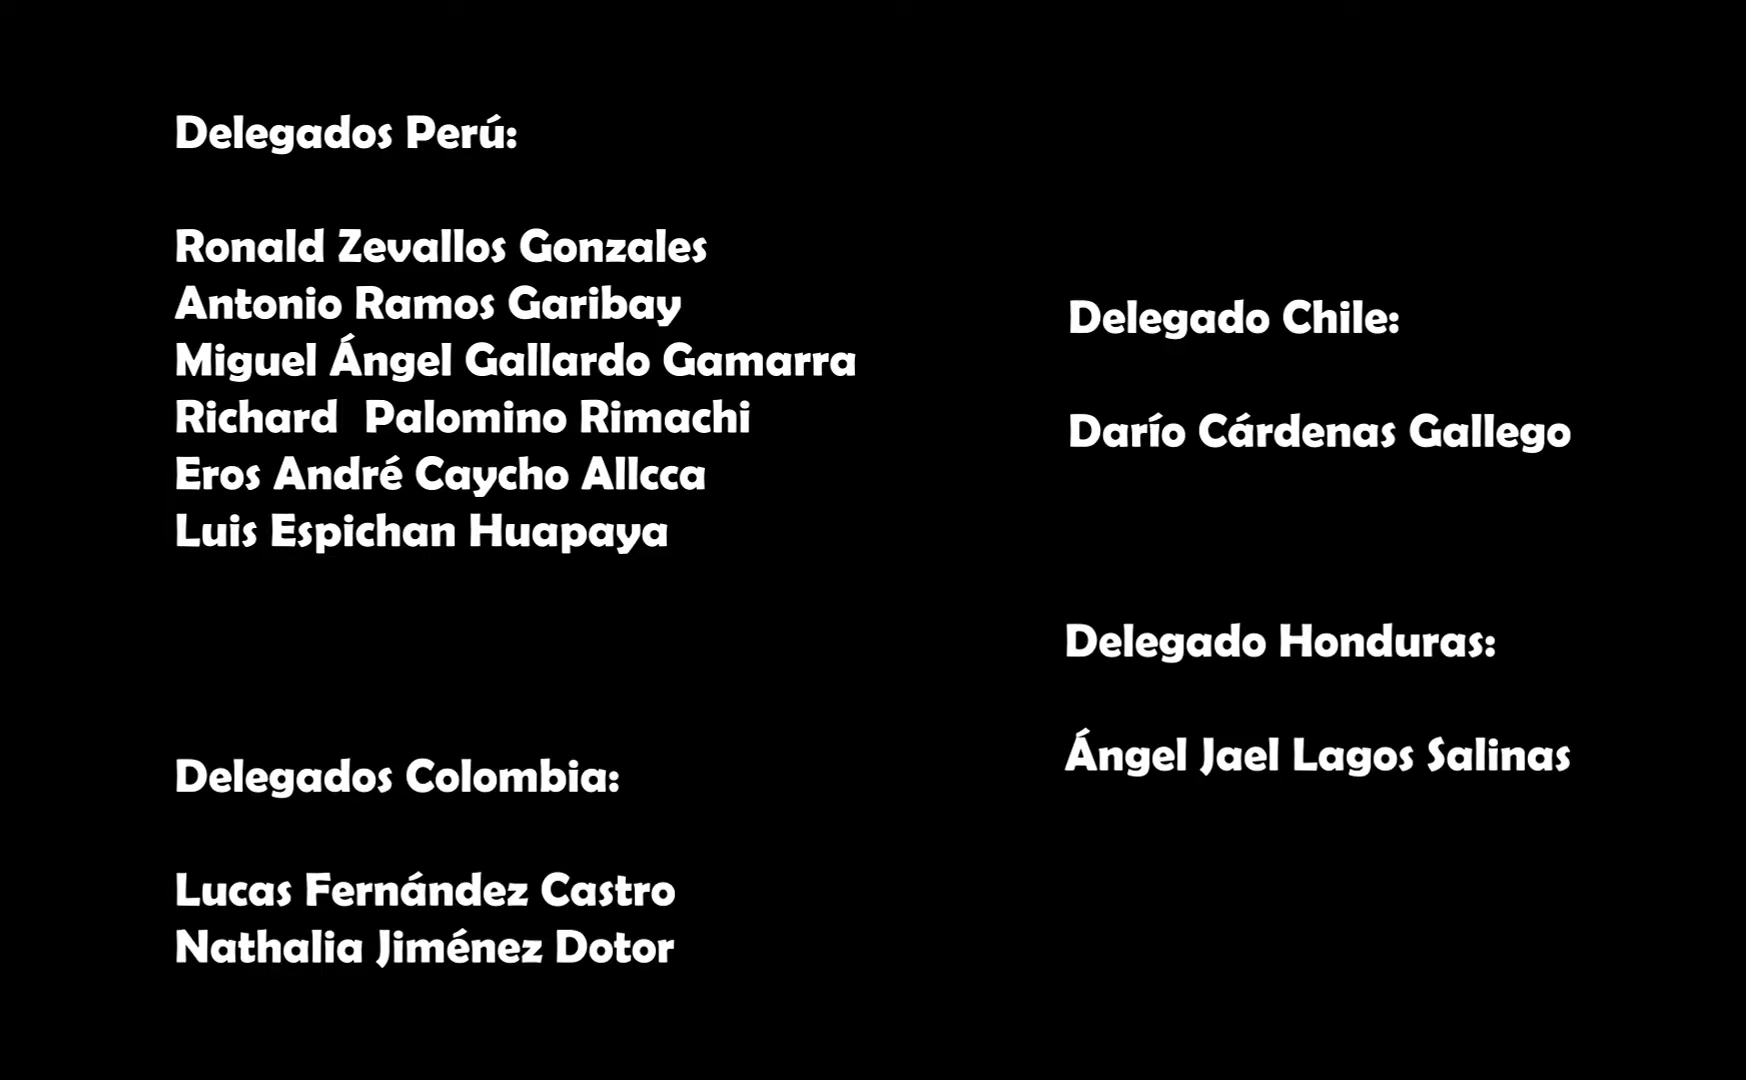 Delegados Perú:
Ronald Zevallos Gonzales
Antonio Ramos Garibay
Miguel Ángel Gallardo Gamarra
Richard  Palomino Rimachi
Eros André Caycho Allcca
Luis Espichan Huapaya
Delegados Colombia:
Lucas Fernández Castro
Nathalia Jiménez Dotor
Delegado Chile:
Darío Cárdenas Gallego
Delegado Honduras:
Ángel Jael Lagos Salinas